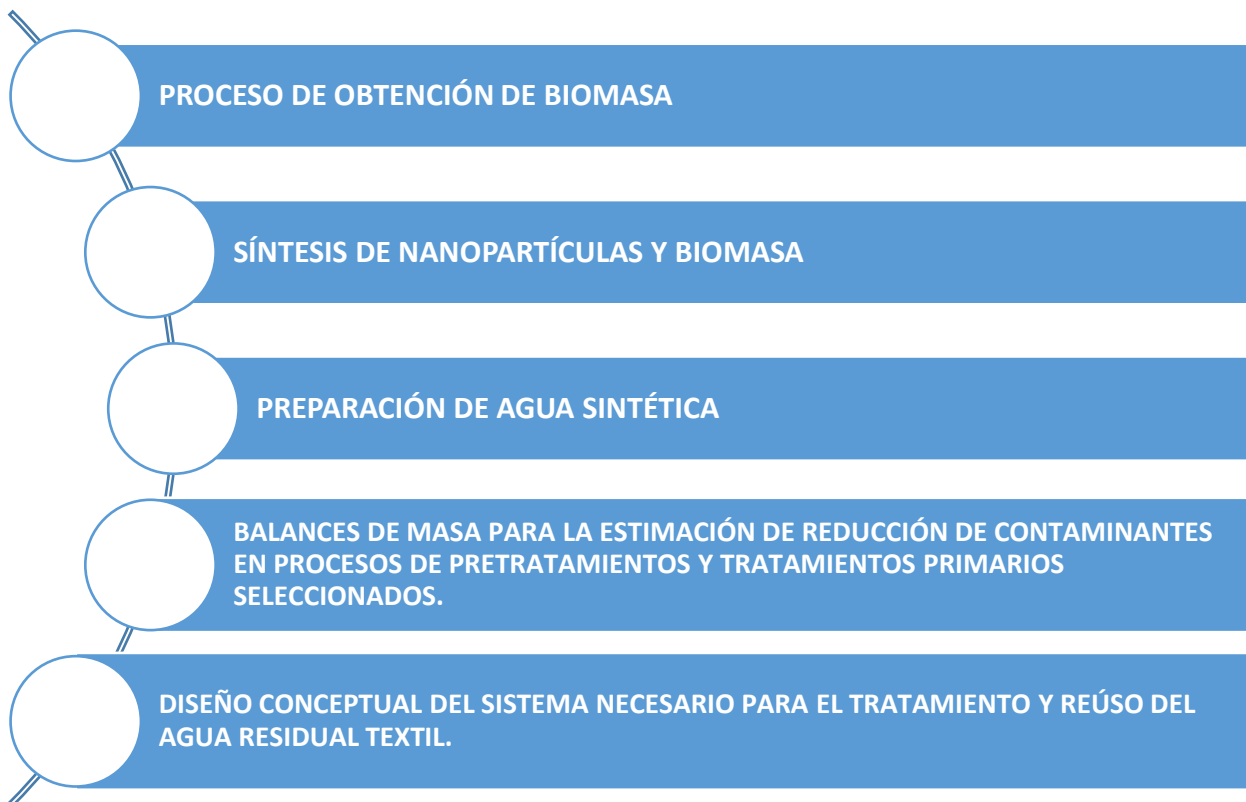 PROCESO DE OBTENCIÓN DE BIOMASA
SÍNTESIS DE NANOPARTÍCULAS Y BIOMASA
PREPARACIÓN DE AGUA SINTÉTICA
BALANCES DE MASA PARA LA ESTIMACIÓN DE REDUCCIÓN DE CONTAMINANTES
EN PROCESOS DE PRETRATAMIENTOS Y TRATAMIENTOS PRIMARIOS
SELECCIONADOS.
DISEÑO CONCEPTUAL DEL SISTEMA NECESARIO PARA EL TRATAMIENTO Y REÚSO DEL
AGUA RESIDUAL TEXTIL.